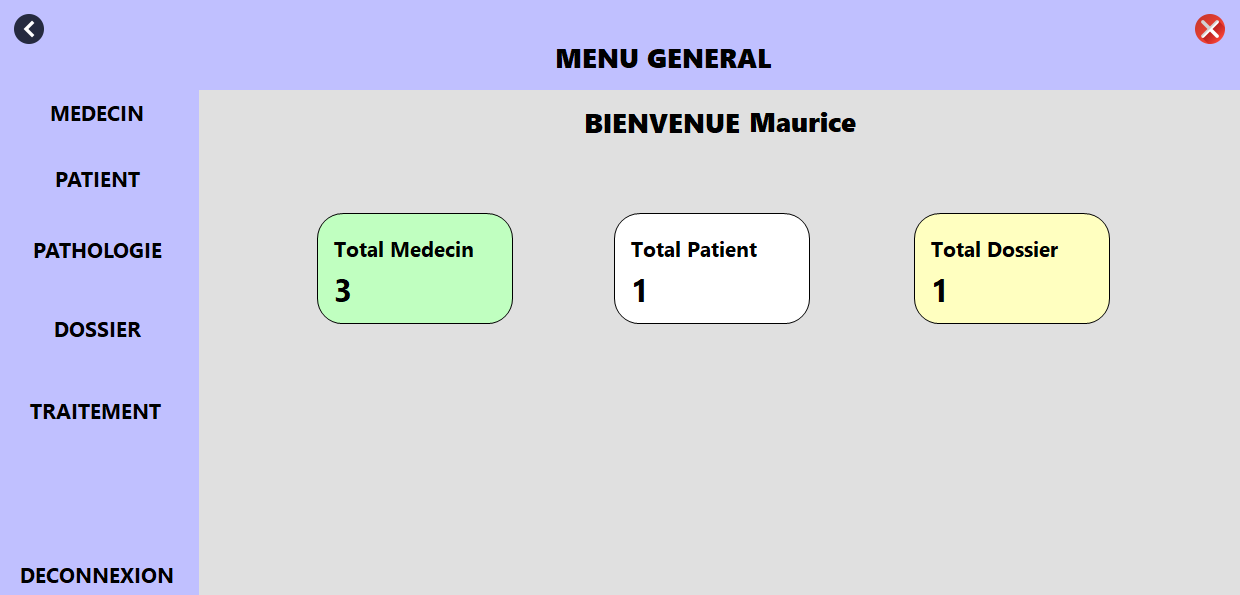 MENU GENERAL
MEDECIN
PATIENT
PATHOLOGIE
DOSSIER
TRAITEMENT
DECONNEXION
BIENVENUE Maurice
Total Medecin
3
Total Patient
1
Total Dossier
1